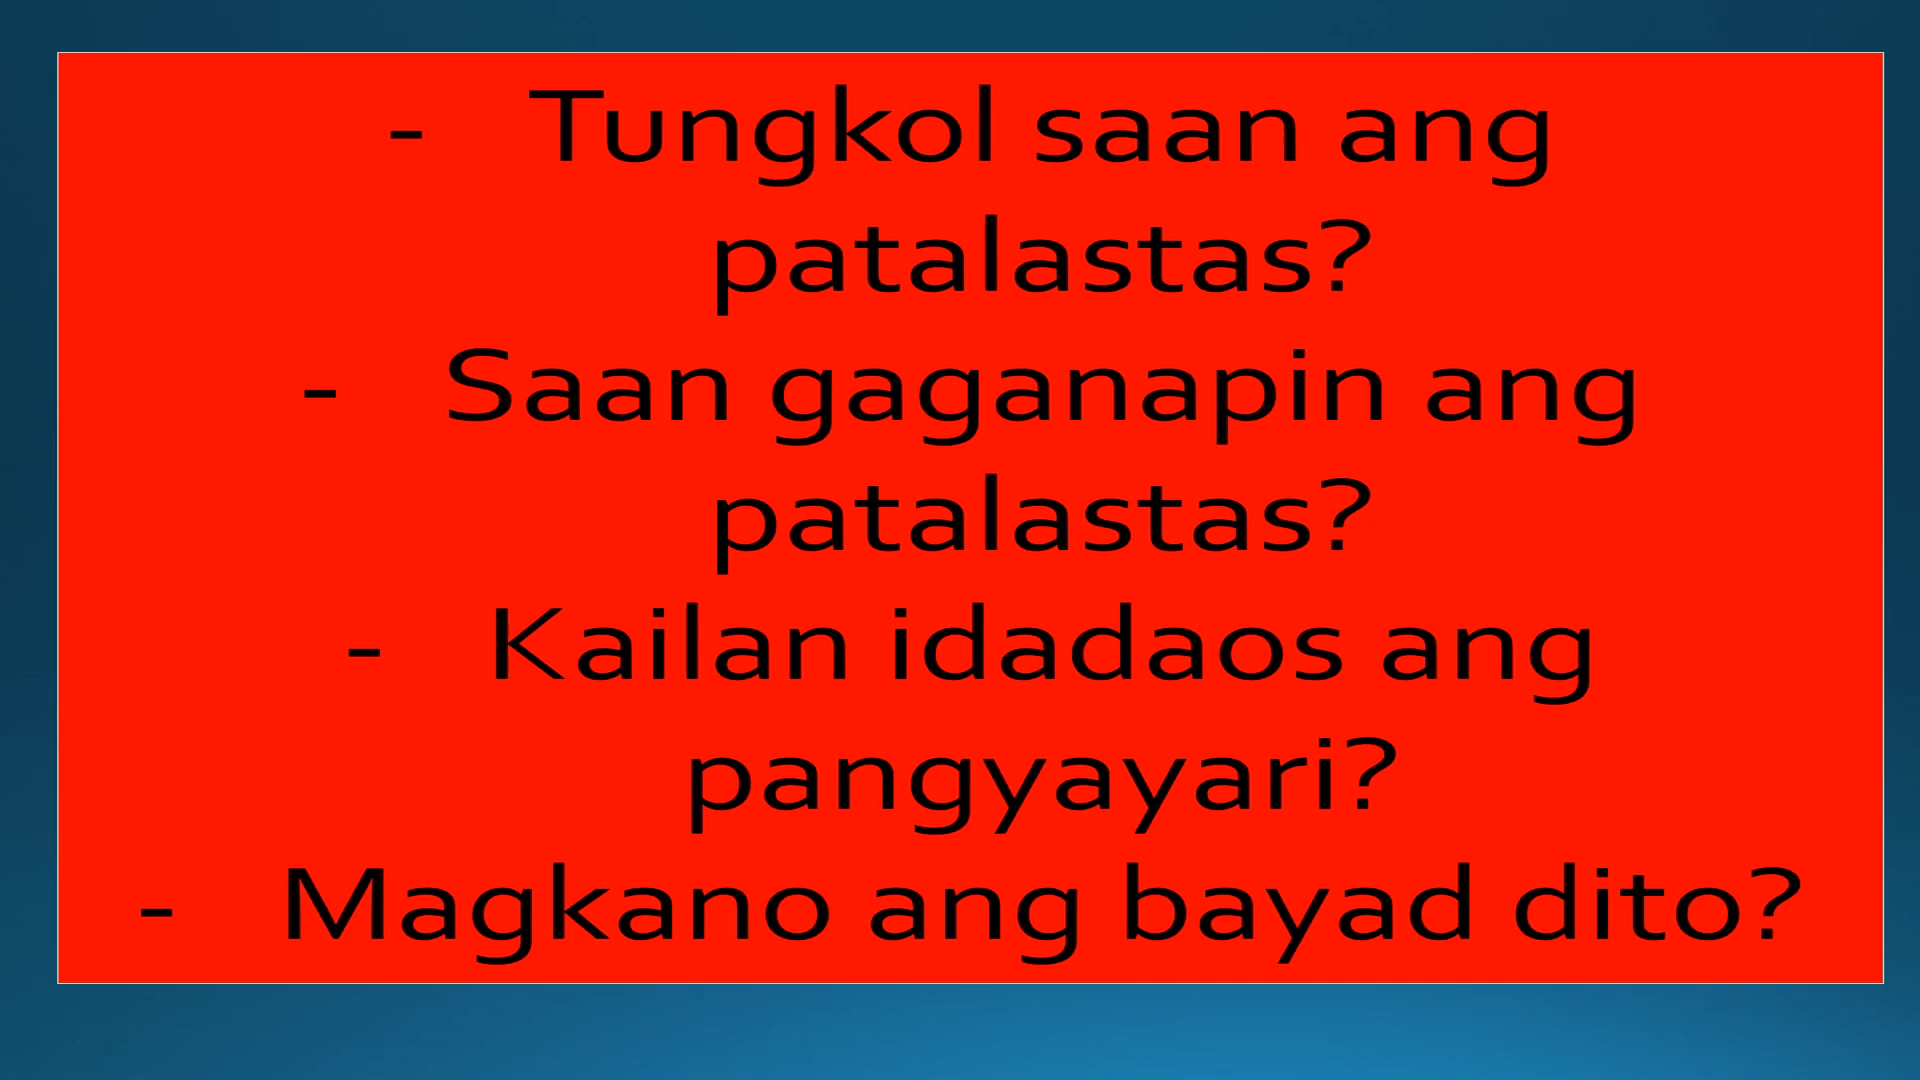 - Tungkol saan ang
patalastas?
- Saan gaganapin ang
patalastas?
- Kailan idadaos ang
pangyayari?
- Magkano ang bayad dito?